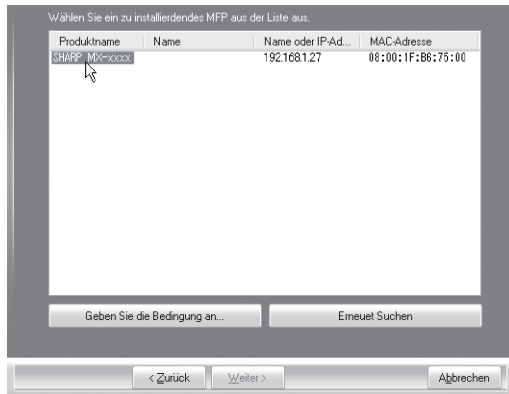 Wählen Sie ein zu installierdendes MFP aus der Liste aus.
Produktname Name Name oder IP-Ad... MAC-Adresse
SHARP MX-xxxx 192.168.1.27 08:00:1F:B6:75:00
Geben Sie die Bedingung an... Erneuet Suchen
< Zurück Weiter > Abbrechen